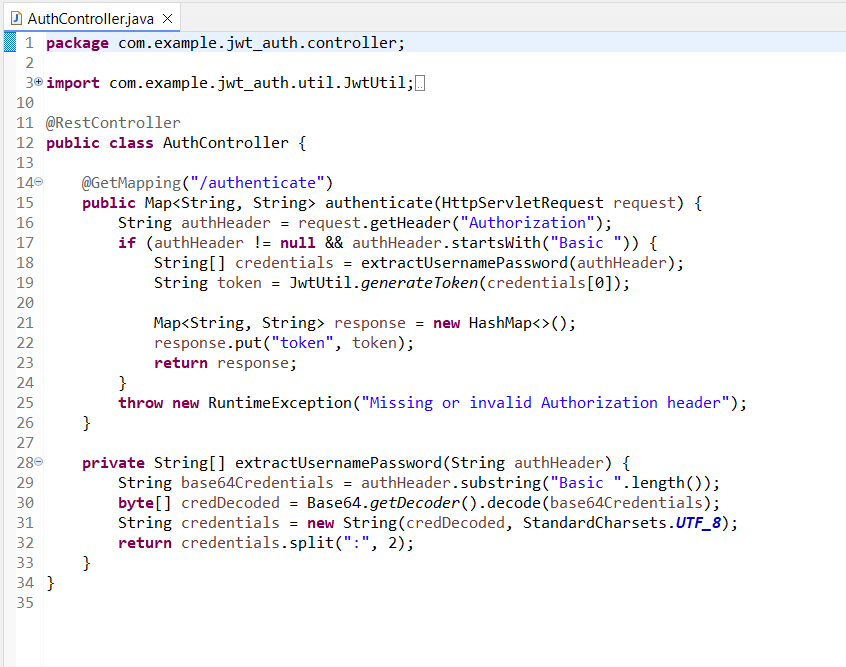 AuthController.java
1 package com.example.jwt_auth.controller;
2
3 import com.example.jwt_auth.util.JwtUtil;
10
11 @RestController
12 public class AuthController {
13
14     @GetMapping("/authenticate")
15     public Map<String, String> authenticate(HttpServletRequest request) {
16         String authHeader = request.getHeader("Authorization");
17         if (authHeader != null && authHeader.startsWith("Basic ")) {
18             String[] credentials = extractUsernamePassword(authHeader);
19             String token = JwtUtil.generateToken(credentials[0]);
20
21             Map<String, String> response = new HashMap<>();
22             response.put("token", token);
23             return response;
24         }
25         throw new RuntimeException("Missing or invalid Authorization header");
26     }
27
28     private String[] extractUsernamePassword(String authHeader) {
29         String base64Credentials = authHeader.substring("Basic ".length());
30         byte[] credDecoded = Base64.getDecoder().decode(base64Credentials);
31         String credentials = new String(credDecoded, StandardCharsets.UTF_8);
32         return credentials.split(":", 2);
33     }
34 }
35